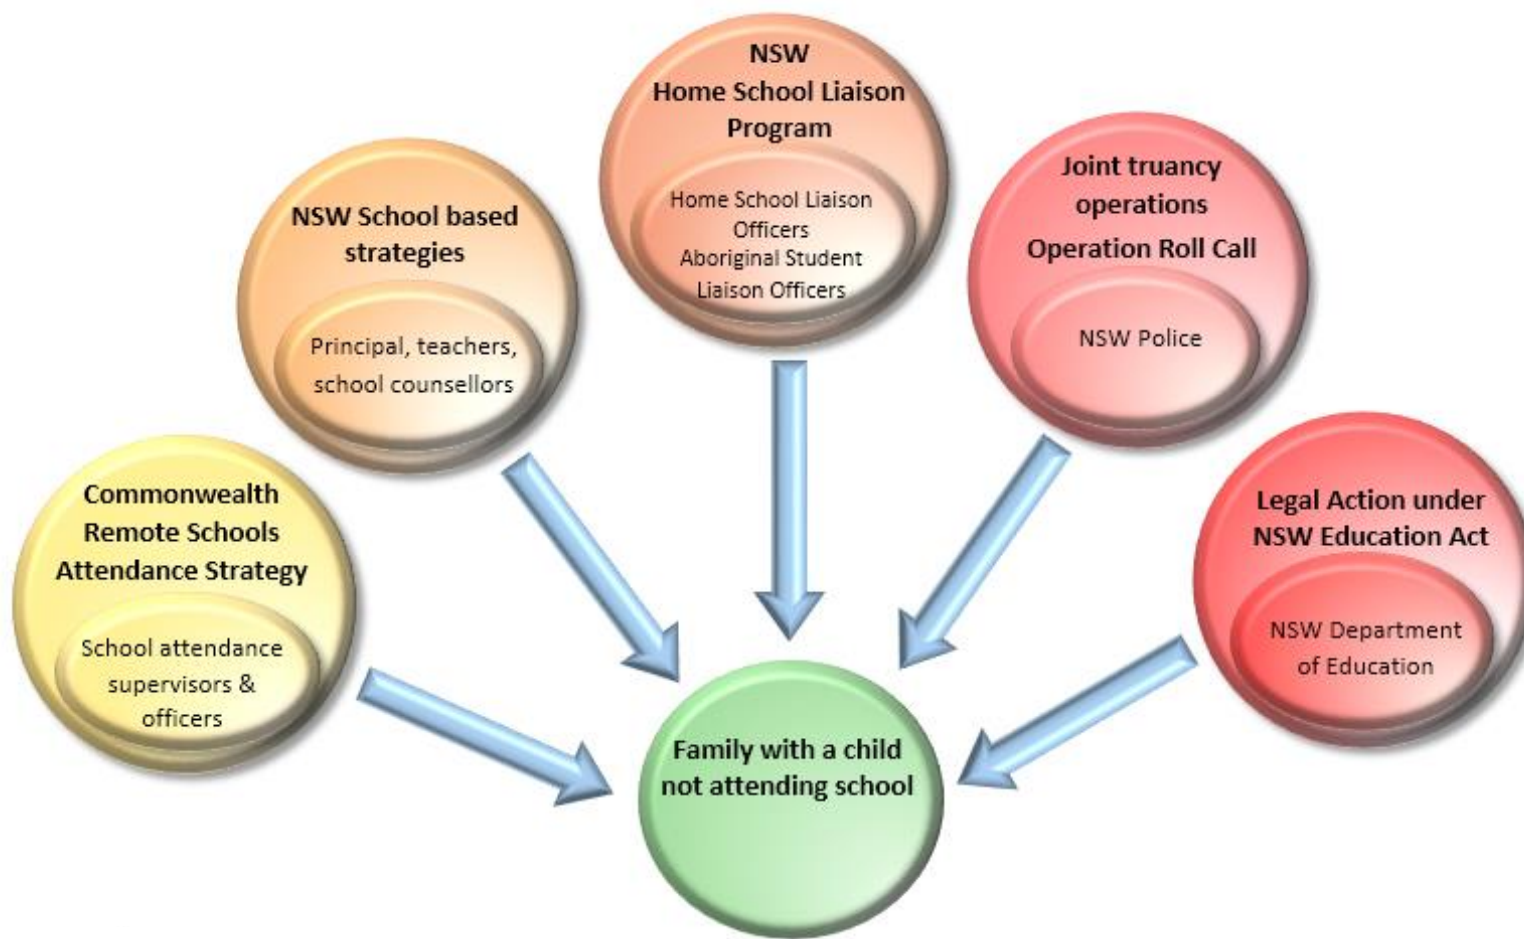 NSW
Home School Liaison
Program
Home School Liaison
Officers
Aboriginal Student
Liaison Officers
Joint truancy
operations
Operation Roll Call
NSW Police
NSW School based
strategies
Principal, teachers,
school counsellors
Commonwealth
Remote Schools
Attendance Strategy
School attendance
supervisors &
officers
Legal Action under
NSW Education Act
NSW Department
of Education
Family with a child
not attending school